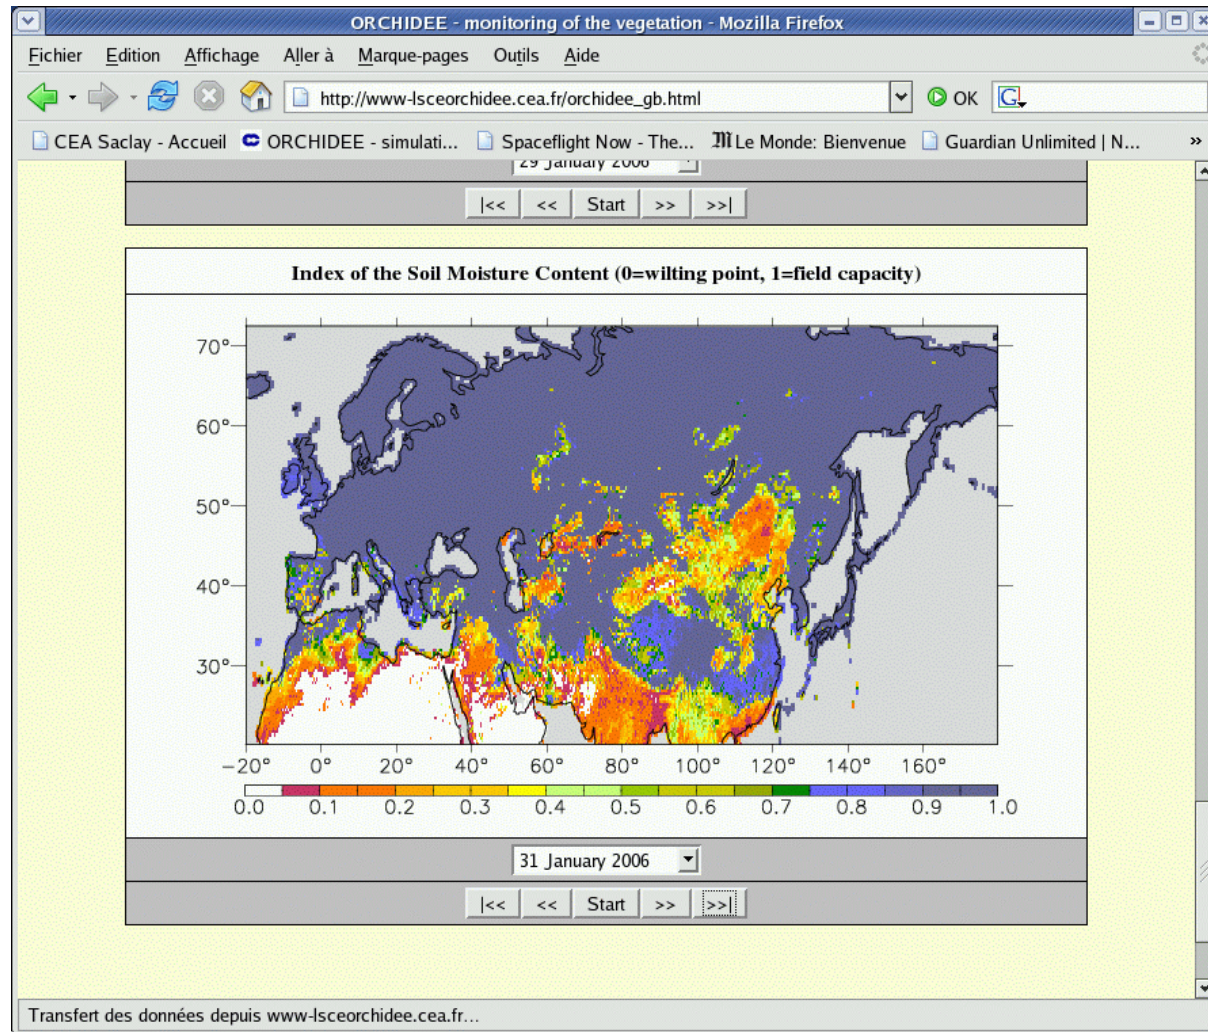 ORCHIDEE - monitoring of the vegetation - Mozilla Firefox
Fichier Edition Affichage Aller à Marque-pages Outils Aide
http://www-lsceorchidee.cea.fr/orchidee_gb.html OK G
CEA Saclay - Accueil ORCHIDEE - simulati... Spaceflight Now - The... M Le Monde: Bienvenue Guardian Unlimited | N... »
29 January 2006
|<< << Start >> >>|
Index of the Soil Moisture Content (0=wilting point, 1=field capacity)
70°
60°
50°
40°
30°
-20° 0° 20° 40° 60° 80° 100° 120° 140° 160°
0.0 0.1 0.2 0.3 0.4 0.5 0.6 0.7 0.8 0.9 1.0
31 January 2006
|<< << Start >> >>|
Transfert des données depuis www-lsceorchidee.cea.fr...